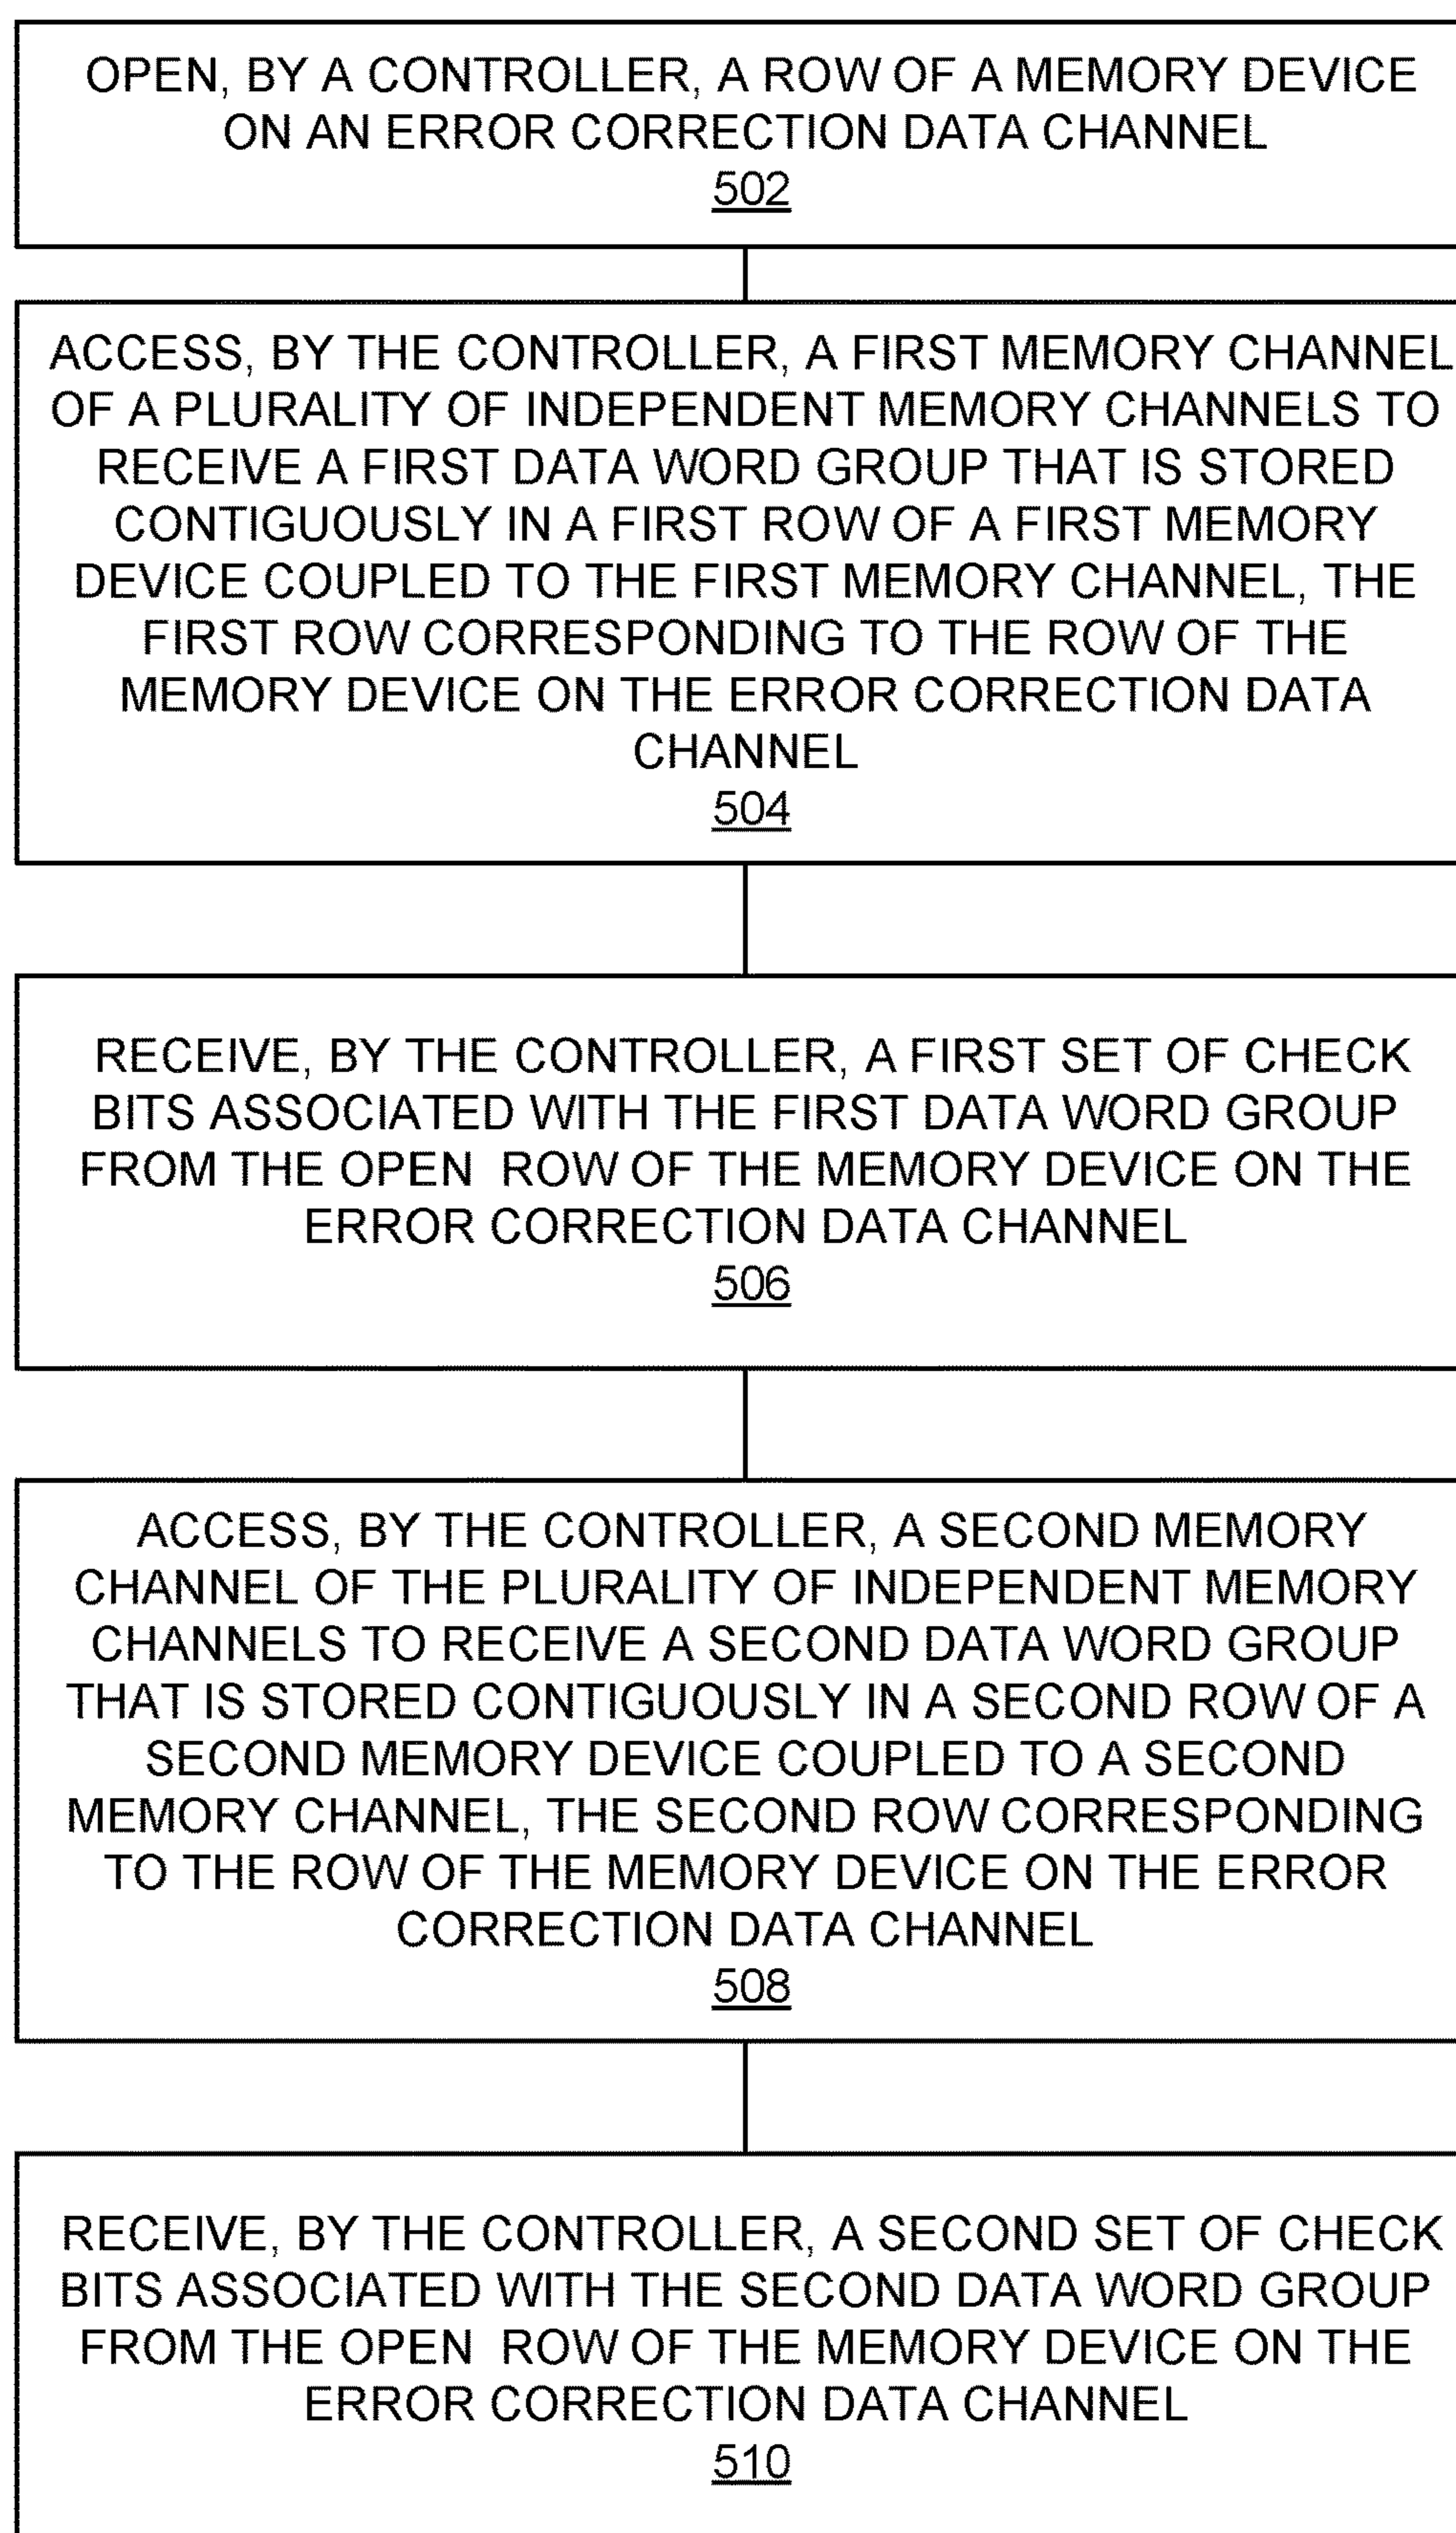 OPEN, BY A CONTROLLER, A ROW OF A MEMORY DEVICE
ON AN ERROR CORRECTION DATA CHANNEL
502
ACCESS, BY THE CONTROLLER, A FIRST MEMORY CHANNEL
OF A PLURALITY OF INDEPENDENT MEMORY CHANNELS TO
RECEIVE A FIRST DATA WORD GROUP THAT IS STORED
CONTIGUOUSLY IN A FIRST ROW OF A FIRST MEMORY
DEVICE COUPLED TO THE FIRST MEMORY CHANNEL, THE
FIRST ROW CORRESPONDING TO THE ROW OF THE
MEMORY DEVICE ON THE ERROR CORRECTION DATA
CHANNEL
504
RECEIVE, BY THE CONTROLLER, A FIRST SET OF CHECK
BITS ASSOCIATED WITH THE FIRST DATA WORD GROUP
FROM THE OPEN ROW OF THE MEMORY DEVICE ON THE
ERROR CORRECTION DATA CHANNEL
506
ACCESS, BY THE CONTROLLER, A SECOND MEMORY
CHANNEL OF THE PLURALITY OF INDEPENDENT MEMORY
CHANNELS TO RECEIVE A SECOND DATA WORD GROUP
THAT IS STORED CONTIGUOUSLY IN A SECOND ROW OF A
SECOND MEMORY DEVICE COUPLED TO A SECOND
MEMORY CHANNEL, THE SECOND ROW CORRESPONDING
TO THE ROW OF THE MEMORY DEVICE ON THE ERROR
CORRECTION DATA CHANNEL
508
RECEIVE, BY THE CONTROLLER, A SECOND SET OF CHECK
BITS ASSOCIATED WITH THE SECOND DATA WORD GROUP
FROM THE OPEN ROW OF THE MEMORY DEVICE ON THE
ERROR CORRECTION DATA CHANNEL
510